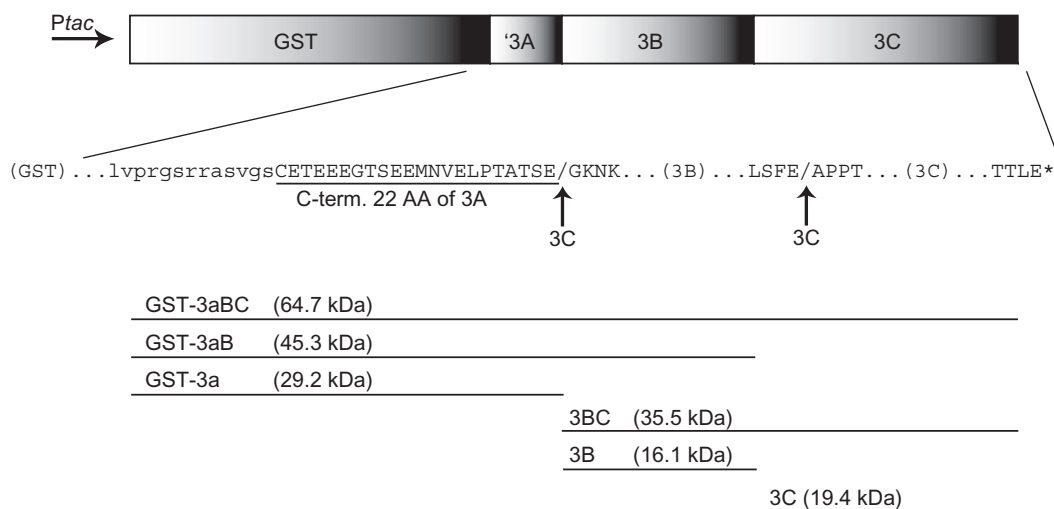 Ptac
GST '3A 3B 3C
(GST)...lvprgsrrasvgsCETEEEGTSEEMNVELPTATSE/GKNK...(3B)...LSFE/APPT...(3C)...TTLE*
C-term. 22 AA of 3A
3C 3C
GST-3aBC (64.7 kDa)
GST-3aB (45.3 kDa)
GST-3a (29.2 kDa)
3BC (35.5 kDa)
3B (16.1 kDa)
3C (19.4 kDa)